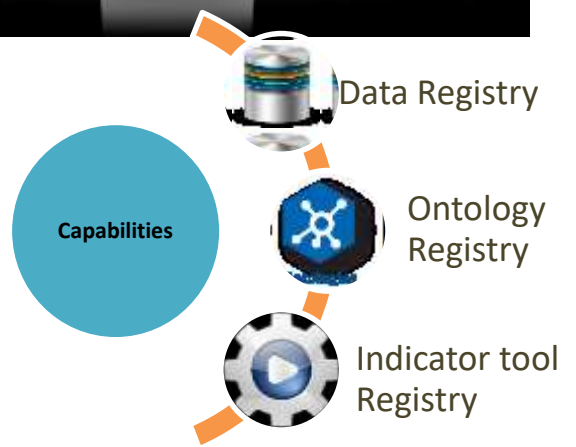 Data Registry
Capabilities
Ontology
Registry
Indicator tool
Registry